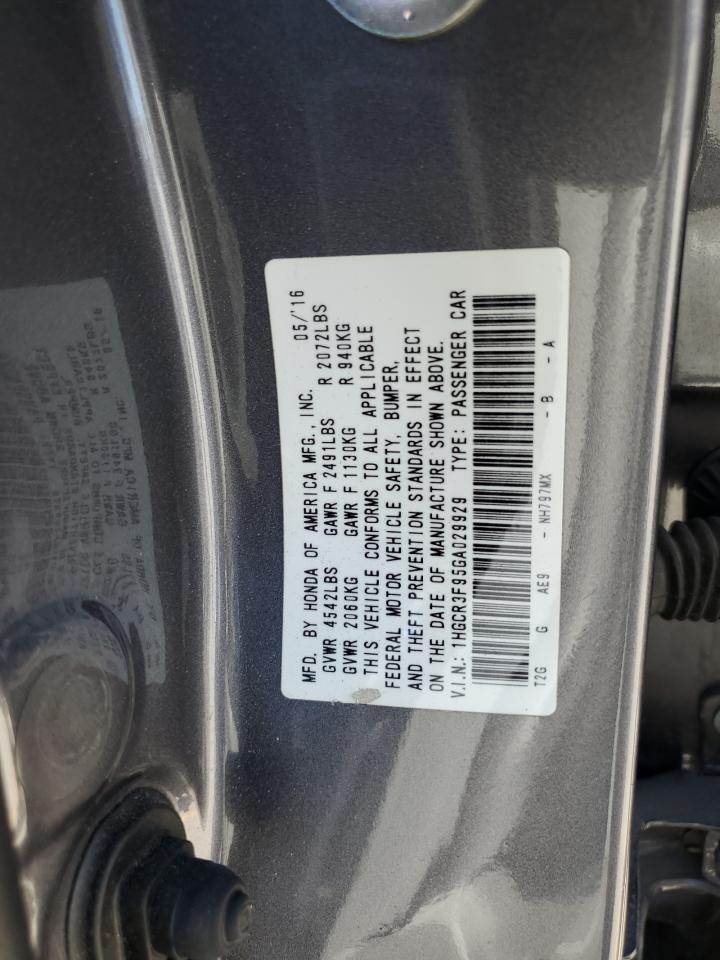 MFD. BY HONDA OF AMERICA MFG., INC. 05/'16
GVWR 4542LBS GAWR F 2491LBS R 2072LBS
GVWR 2060KG GAWR F 1130KG R 940KG
THIS VEHICLE CONFORMS TO ALL APPLICABLE
FEDERAL MOTOR VEHICLE SAFETY, BUMPER,
AND THEFT PREVENTION STANDARDS IN EFFECT
ON THE DATE OF MANUFACTURE SHOWN ABOVE.
V.I.N.: 1HGCR3F95GA029929 TYPE: PASSENGER CAR
T2G G AE9 - NH797MX - B - A